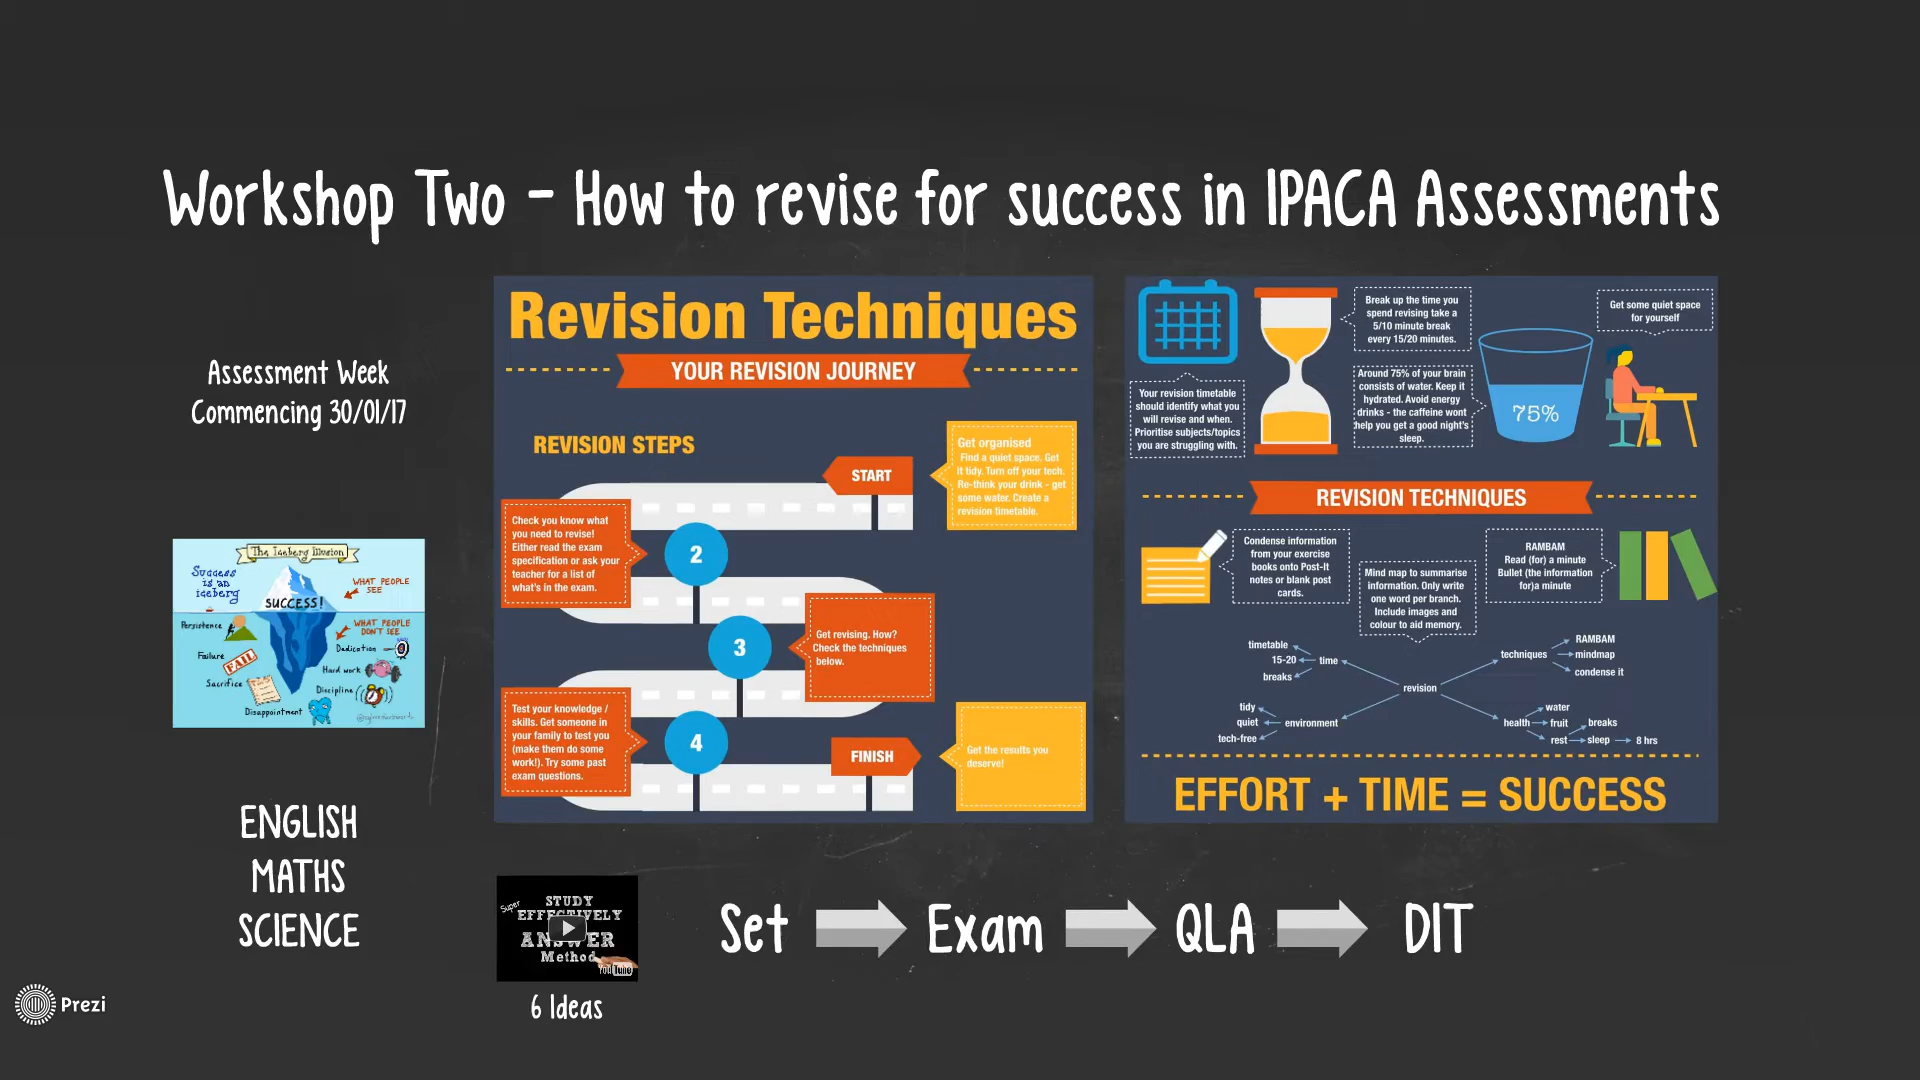 Workshop Two - How to revise for success in IPACA Assessments
Assessment Week
Commencing 30/01/17
The Iceberg Illusion
Success
is an
iceberg
WHAT PEOPLE
SEE
SUCCESS!
Persistence
WHAT PEOPLE
DON'T SEE
Failure
FAIL
Dedication
Sacrifice
Hard work
Discipline
Disappointment
ENGLISH
MATHS
SCIENCE
Revision Techniques
YOUR REVISION JOURNEY
REVISION STEPS
START
Get organised
Find a quiet space. Get
it tidy. Turn off your tech.
Re-think your drink - get
some water. Create a
revision timetable.
Check you know what
you need to revise!
Either read the exam
specification or ask your
teacher for a list of
what's in the exam.
2
3
Get revising. How?
Check the techniques
below.
Test your knowledge /
skills. Get someone in
your family to test you
(make them do some
work!). Try some past
exam questions.
4
FINISH
Get the results you
deserve!
Your revision timetable
should identify what you
will revise and when.
Prioritise subjects/topics
you are struggling with.
Break up the time you
spend revising take a
5/10 minute break
every 15/20 minutes.
Around 75% of your brain
consists of water. Keep it
hydrated. Avoid energy
drinks - the caffeine wont
help you get a good night's
sleep.
75%
Get some quiet space
for yourself
REVISION TECHNIQUES
Condense information
from your exercise
books onto Post-It
notes or blank post
cards.
Mind map to summarise
information. Only write
one word per branch.
Include images and
colour to aid memory.
RAMBAM
Read (for) a minute
Bullet (the information
for)a minute
timetable
15-20
breaks
time
tidy
quiet
tech-free
environment
revision
techniques
RAMBAM
mindmap
condense it
health
water
fruit
rest
breaks
sleep
8 hrs
EFFORT + TIME = SUCCESS
Super
STUDY
EFFECTIVELY
ANSWER
Method
YouTube
6 Ideas
Set
Exam
QLA
DIT
Prezi